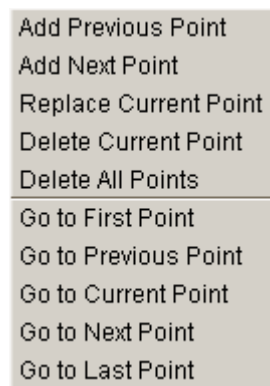 Add Previous Point
Add Next Point
Replace Current Point
Delete Current Point
Delete All Points
Go to First Point
Go to Previous Point
Go to Current Point
Go to Next Point
Go to Last Point